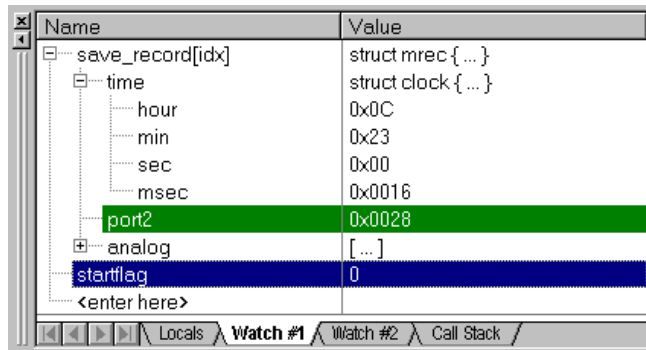 Name Value
save_record[idx] struct mrec { ... }
time struct clock { ... }
hour 0x0C
min 0x23
sec 0x00
msec 0x0016
port2 0x0028
analog [ ... ]
startflag 0
<enter here>
Locals Watch #1 Watch #2 Call Stack